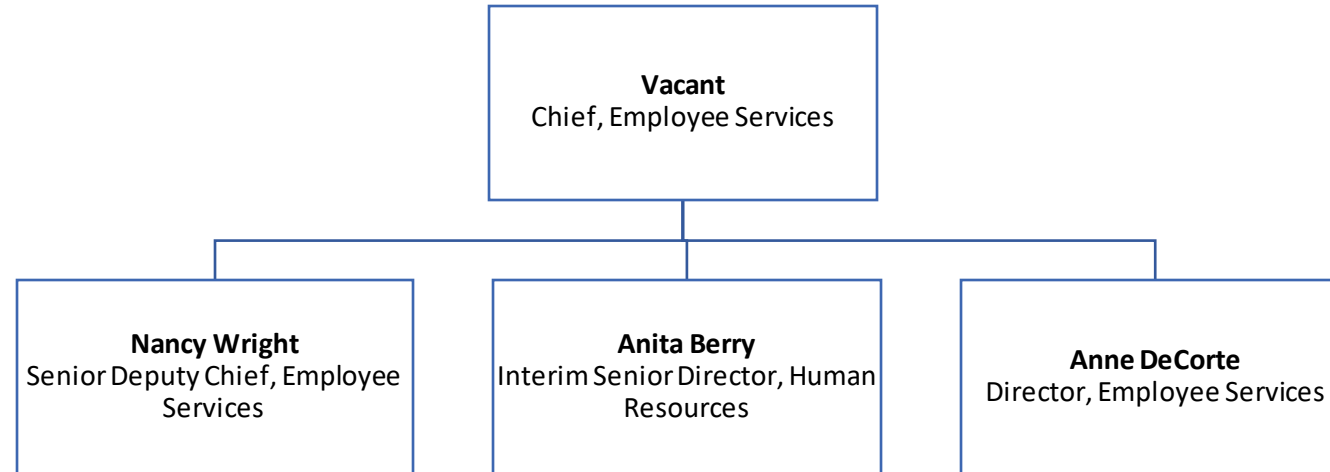 Vacant
Chief, Employee Services
Nancy Wright
Senior Deputy Chief, Employee
Services
Anita Berry
Interim Senior Director, Human
Resources
Anne DeCorte
Director, Employee Services